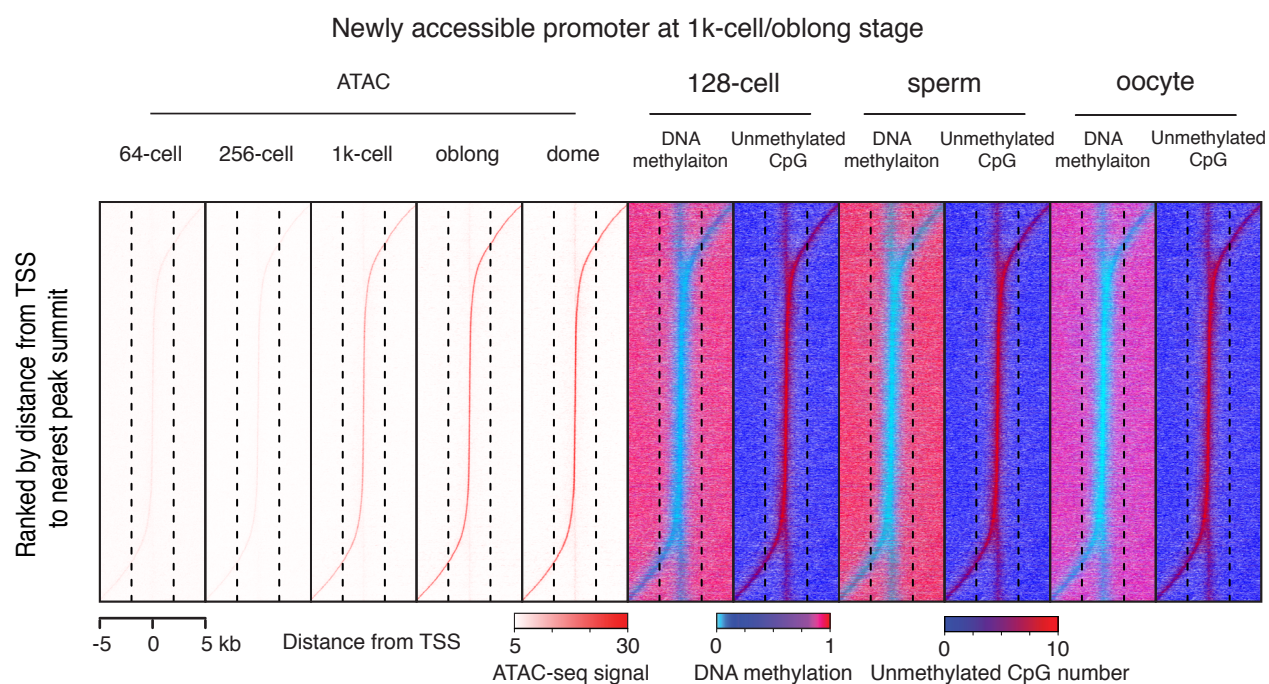 Newly accessible promoter at 1k-cell/oblong stage
ATAC
128-cell
sperm
oocyte
64-cell
256-cell
1k-cell
oblong
dome
DNA
methylaiton
Unmethylated
CpG
DNA
methylaiton
Unmethylated
CpG
DNA
methylaiton
Unmethylated
CpG
Ranked by distance from TSS
to nearest peak summit
-5 0 5 kb
Distance from TSS
5 30
ATAC-seq signal
0 1
DNA methylation
0 10
Unmethylated CpG number